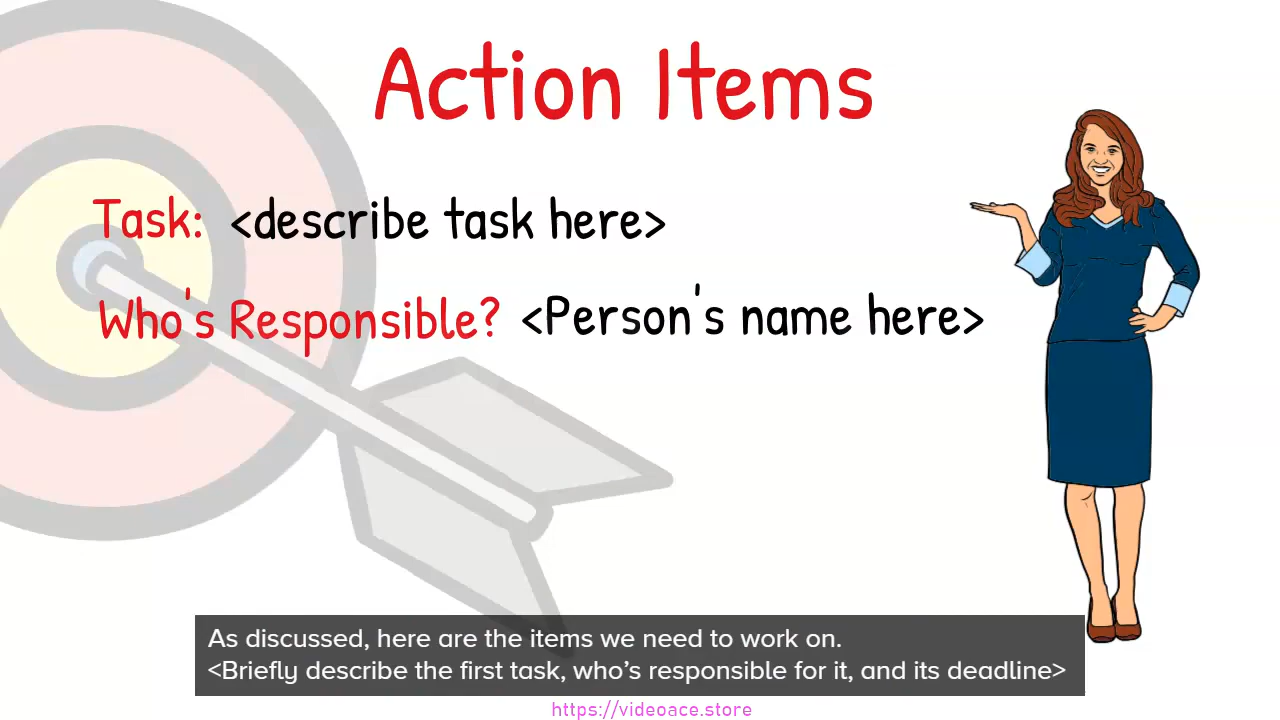 Action Items
Task: <describe task here>
Who's Responsible? <Person's name here>
As discussed, here are the items we need to work on.
<Briefly describe the first task, who’s responsible for it, and its deadline>
https://videoace.store